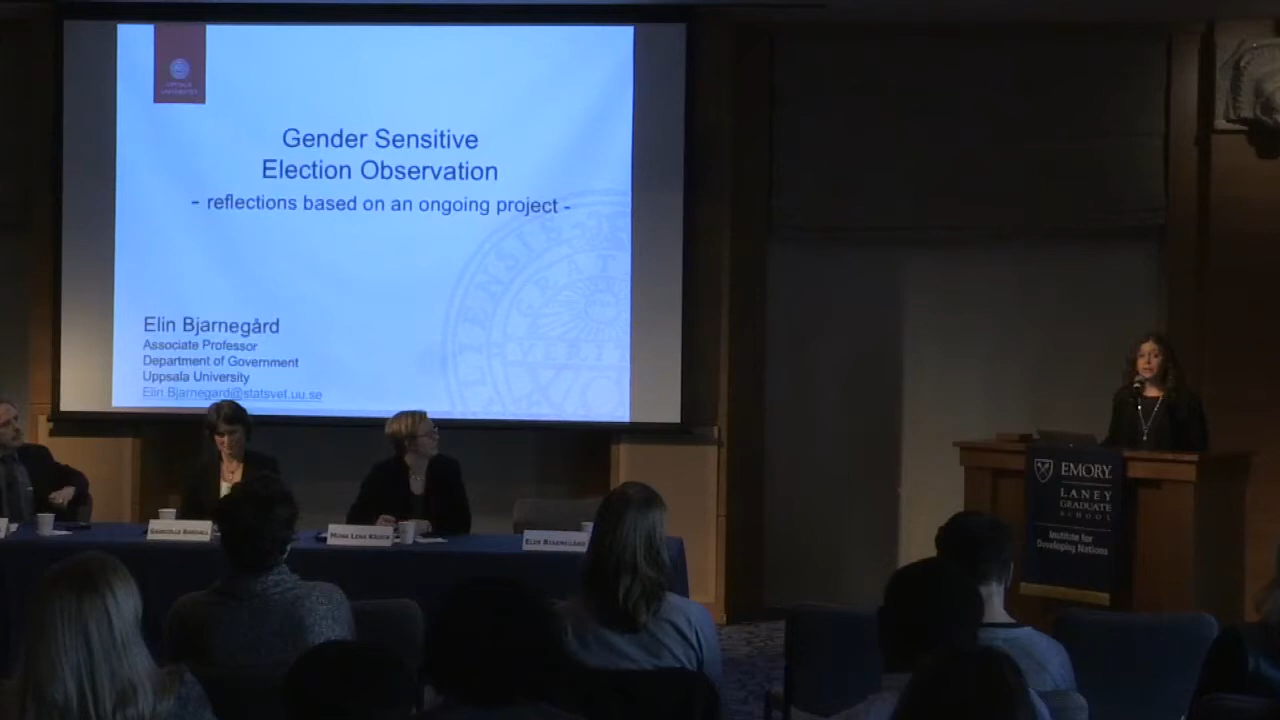 UPPSALA
UNIVERSITET
Gender Sensitive
Election Observation
- reflections based on an ongoing project -
Elin Bjarnegård
Associate Professor
Department of Government
Uppsala University
Elin.Bjarnegard@statsvet.uu.se
MONA LENA KROOK
ELIN BJARNEGÅRD
EMORY
LANEY
GRADUATE
SCHOOL
Institute for
Developing Nations